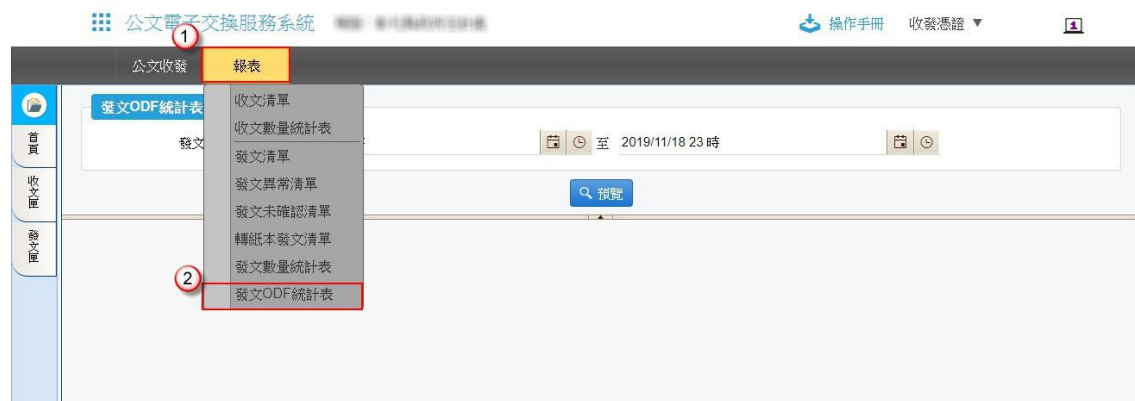 公文電子交換服務系統
操作手冊
收發憑證 ▼
1
1
公文收發
報表
發文ODF統計表
發文
至
2019/11/18 23 時
預覽
首頁
收文匣
發文匣
收文清單
收文數量統計表
發文清單
發文異常清單
發文未確認清單
轉紙本發文清單
發文數量統計表
2
發文ODF統計表